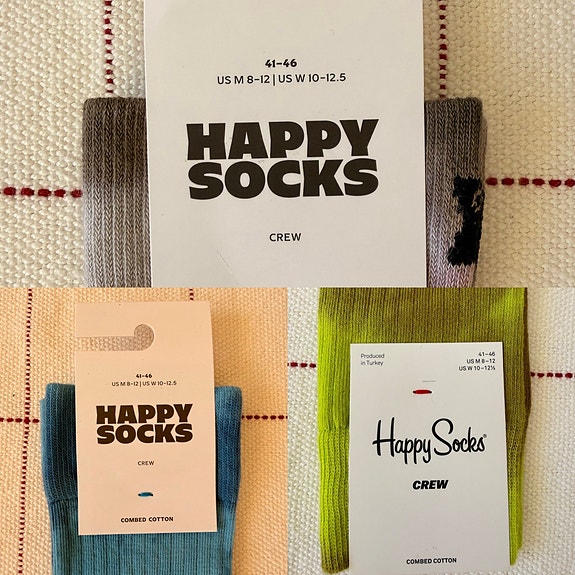 41–46
US M 8–12 | US W 10–12.5
HAPPY
SOCKS
CREW
41–46
US M 8–12 | US W 10–12.5
HAPPY
SOCKS
CREW
COMBED COTTON
Produced
in Turkey
41–46
US M 8–12
US W 10–12½
Happy Socks®
CREW
COMBED COTTON